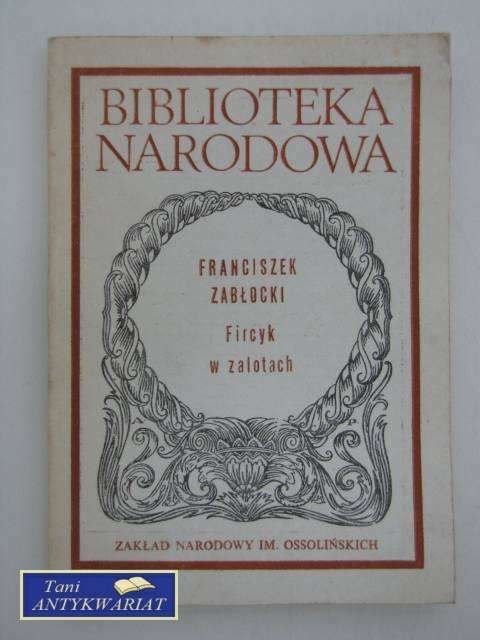 BIBLIOTEKA
NARODOWA
FRANCISZEK
ZABŁOCKI
Fircyk
w zalotach
A P
ZAKŁAD NARODOWY IM. OSSOLIŃSKICH
Tani
ANTYKWARIAT